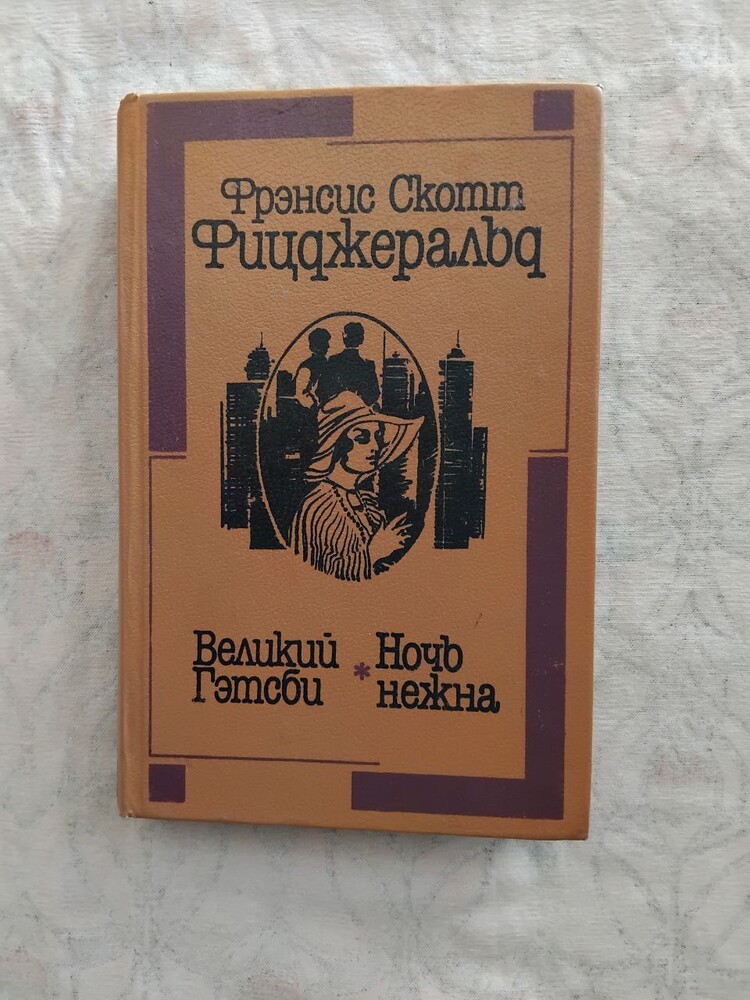 Фрэнсис Скотт
Фицджеральд
Великий
Гэтсби
*
Ночь
нежна